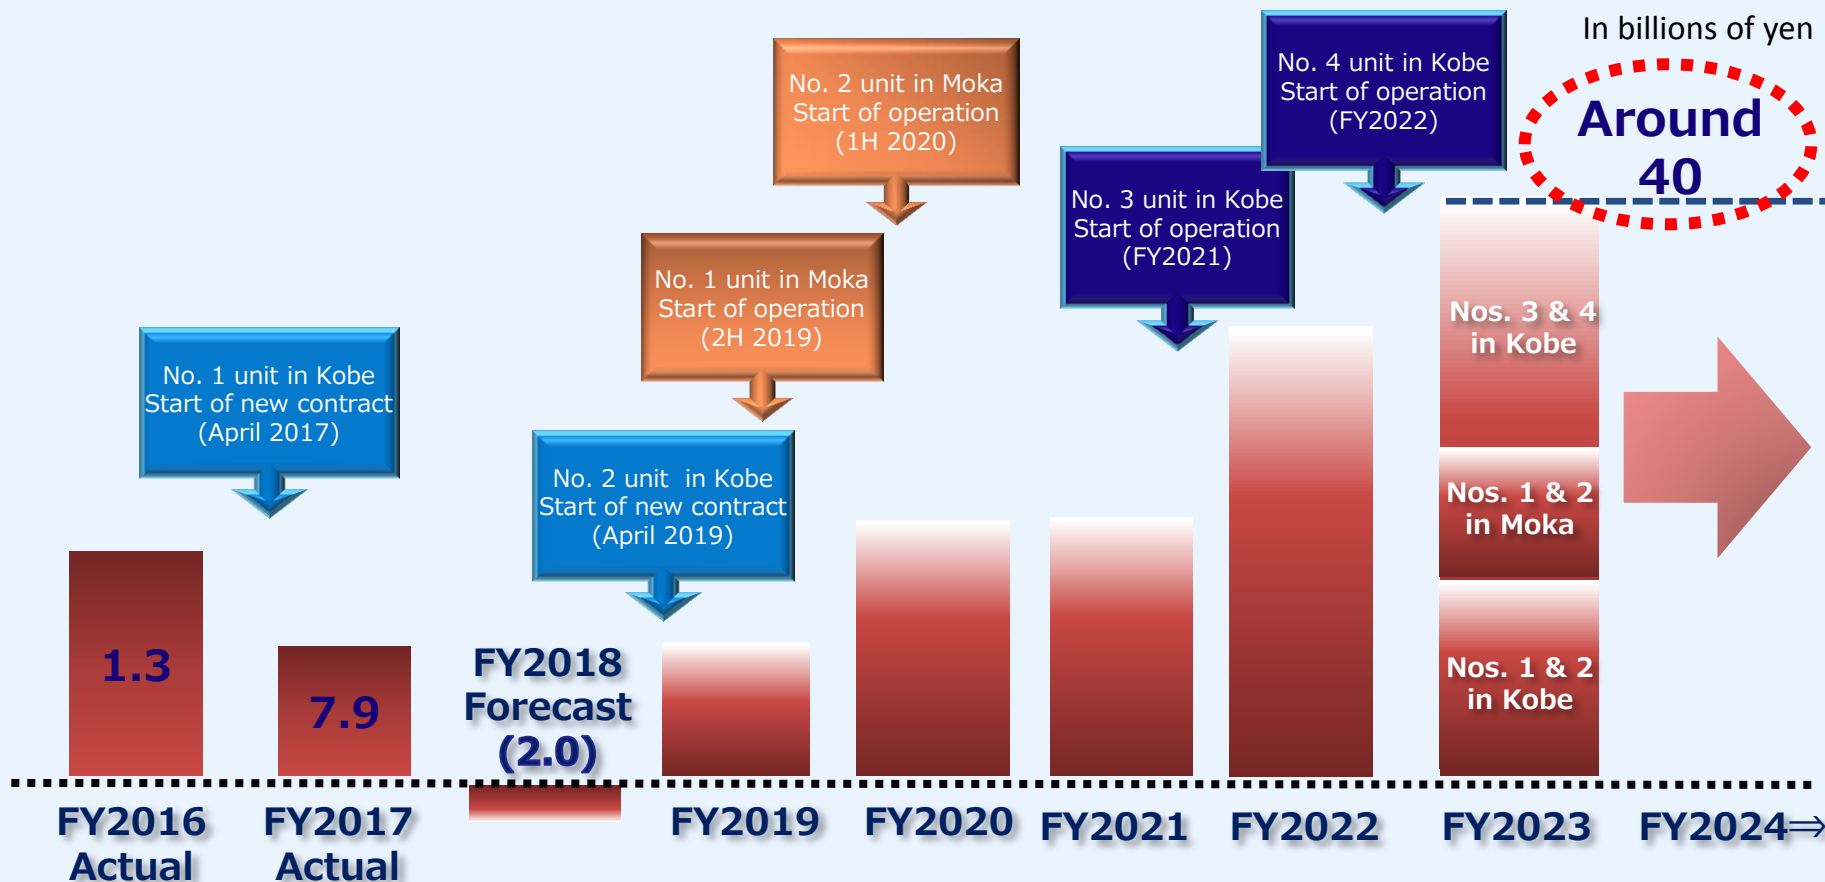 In billions of yen
Around
40
No. 4 unit in Kobe
Start of operation
(FY2022)
No. 2 unit in Moka
Start of operation
(1H 2020)
No. 3 unit in Kobe
Start of operation
(FY2021)
No. 1 unit in Moka
Start of operation
(2H 2019)
No. 1 unit in Kobe
Start of new contract
(April 2017)
No. 2 unit in Kobe
Start of new contract
(April 2019)
Nos. 3 & 4
in Kobe
Nos. 1 & 2
in Moka
Nos. 1 & 2
in Kobe
1.3
7.9
FY2018
Forecast
(2.0)
FY2016
Actual
FY2017
Actual
FY2019
FY2020
FY2021
FY2022
FY2023
FY2024⇒